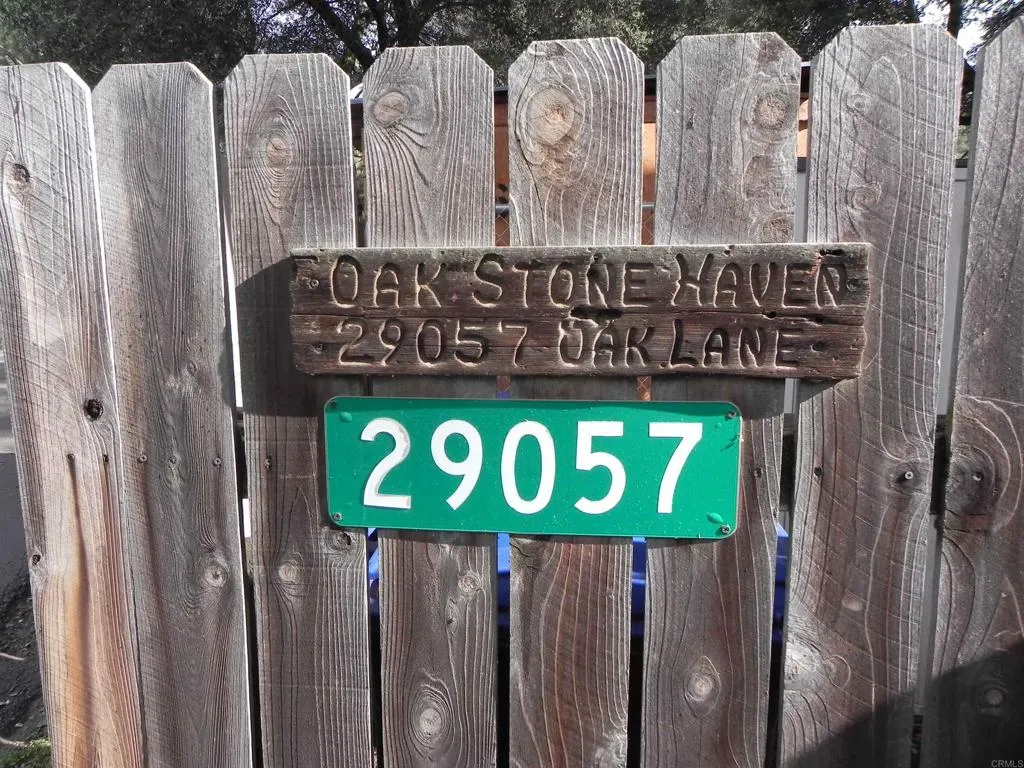 OAK STONE HAVEN
29057 OAK LANE
29057
CRMLS